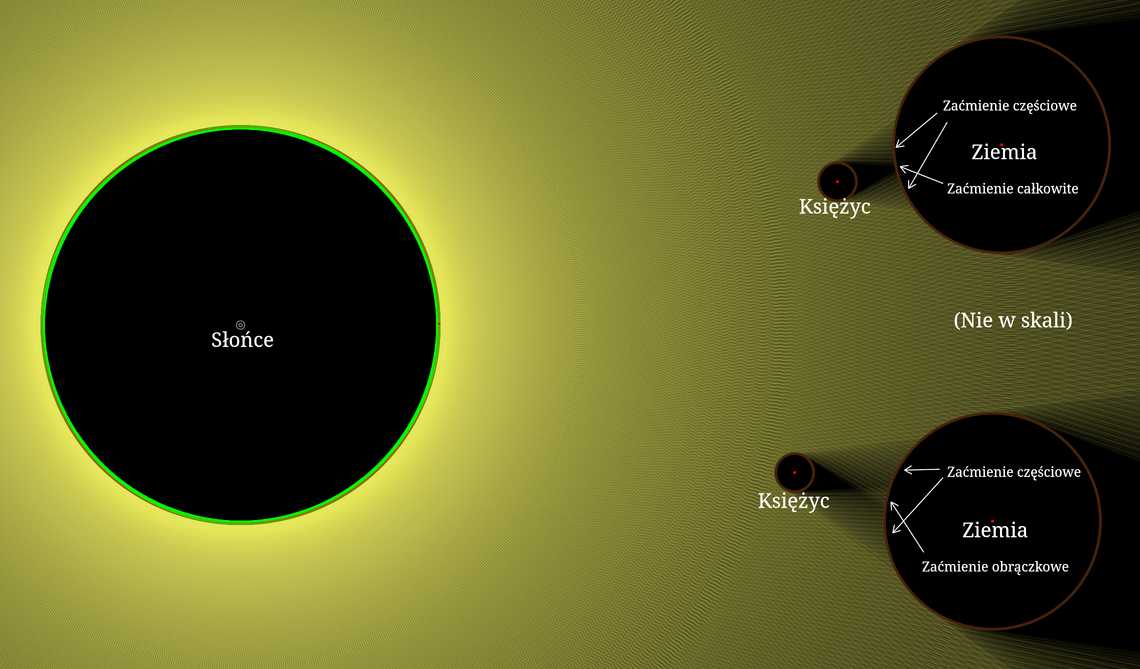 Zaćmienie częściowe
Ziemia
Zaćmienie całkowite
Księżyc
(Nie w skali)
Słońce
Zaćmienie częściowe
Księżyc
Ziemia
Zaćmienie obrączkowe